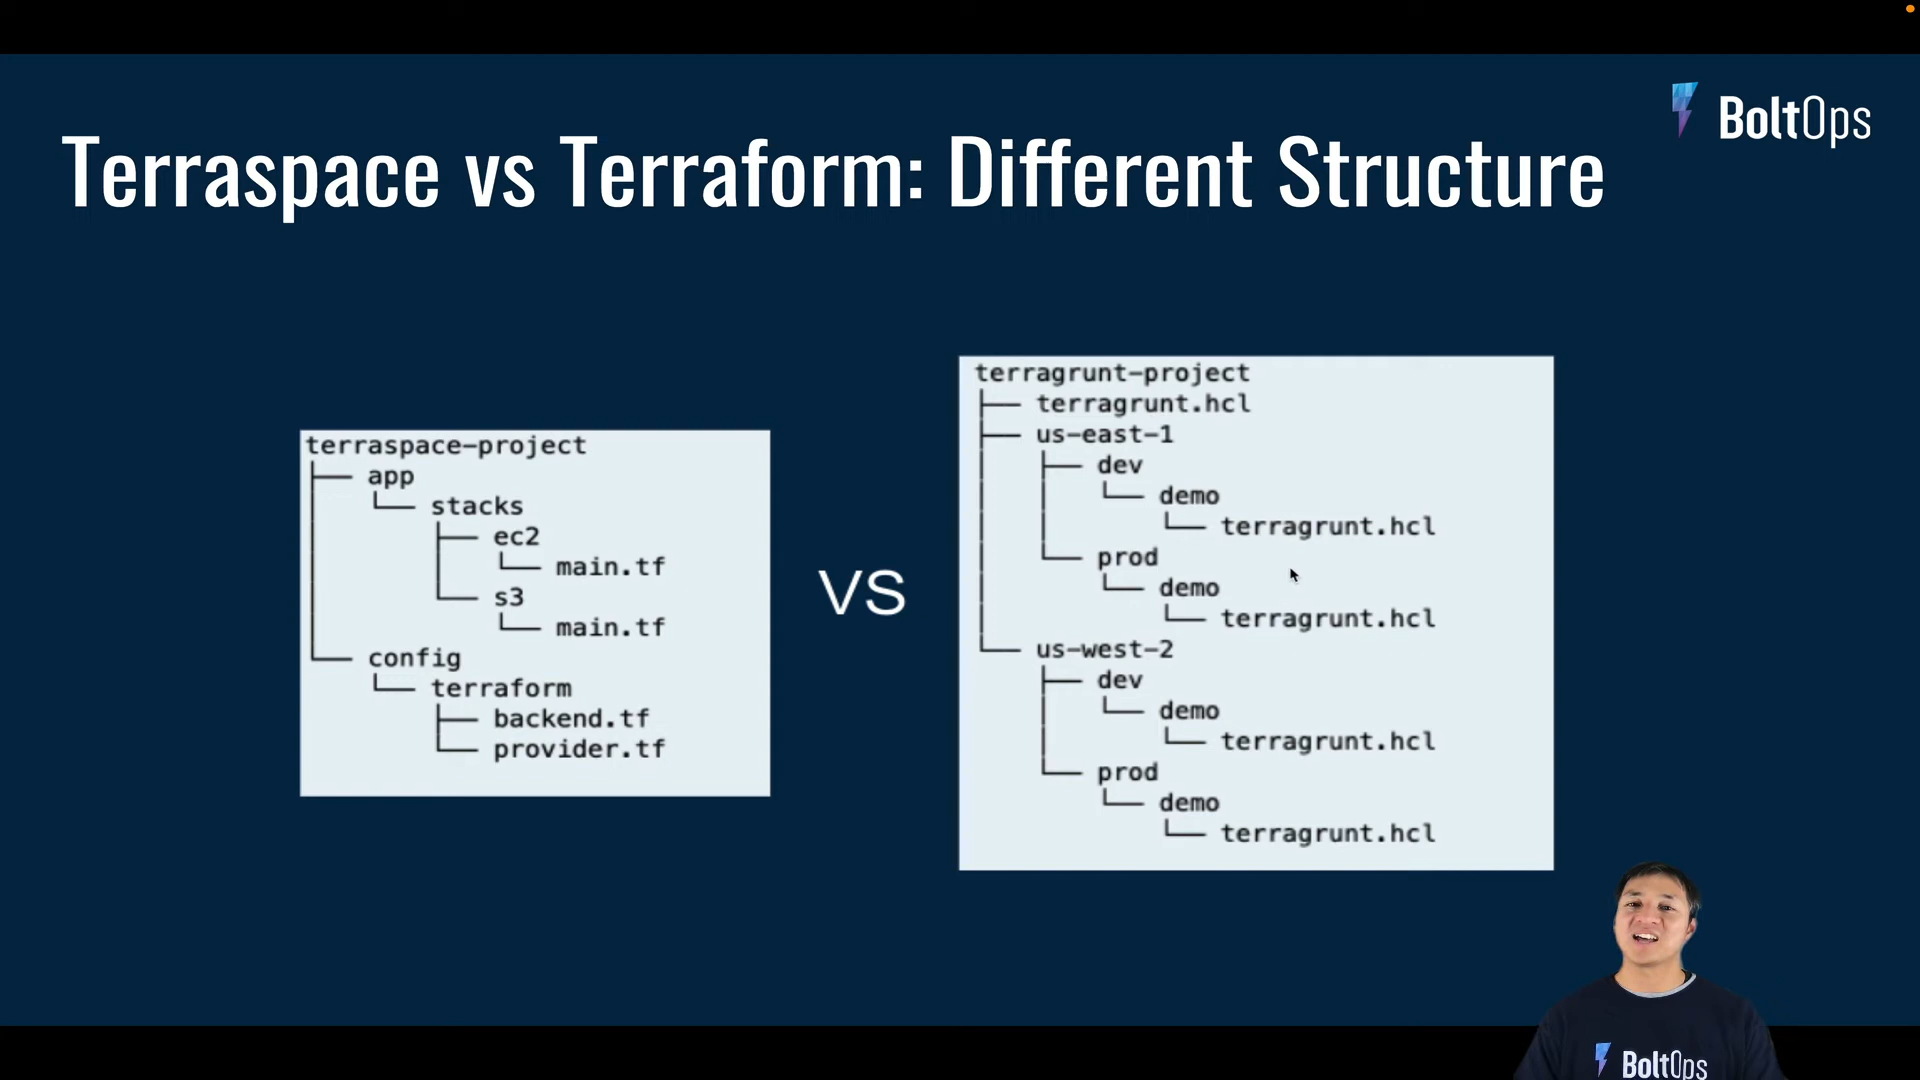 BoltOps
Terraspace vs Terraform: Different Structure
terraspace-project
├── app
│   └── stacks
│       ├── ec2
│       │   └── main.tf
│       └── s3
│           └── main.tf
└── config
    └── terraform
        ├── backend.tf
        └── provider.tf
VS
terragrunt-project
├── terragrunt.hcl
├── us-east-1
│   ├── dev
│   │   └── demo
│   │       └── terragrunt.hcl
│   └── prod
│       └── demo
│           └── terragrunt.hcl
└── us-west-2
    ├── dev
    │   └── demo
    │       └── terragrunt.hcl
    └── prod
        └── demo
            └── terragrunt.hcl
BoltOps